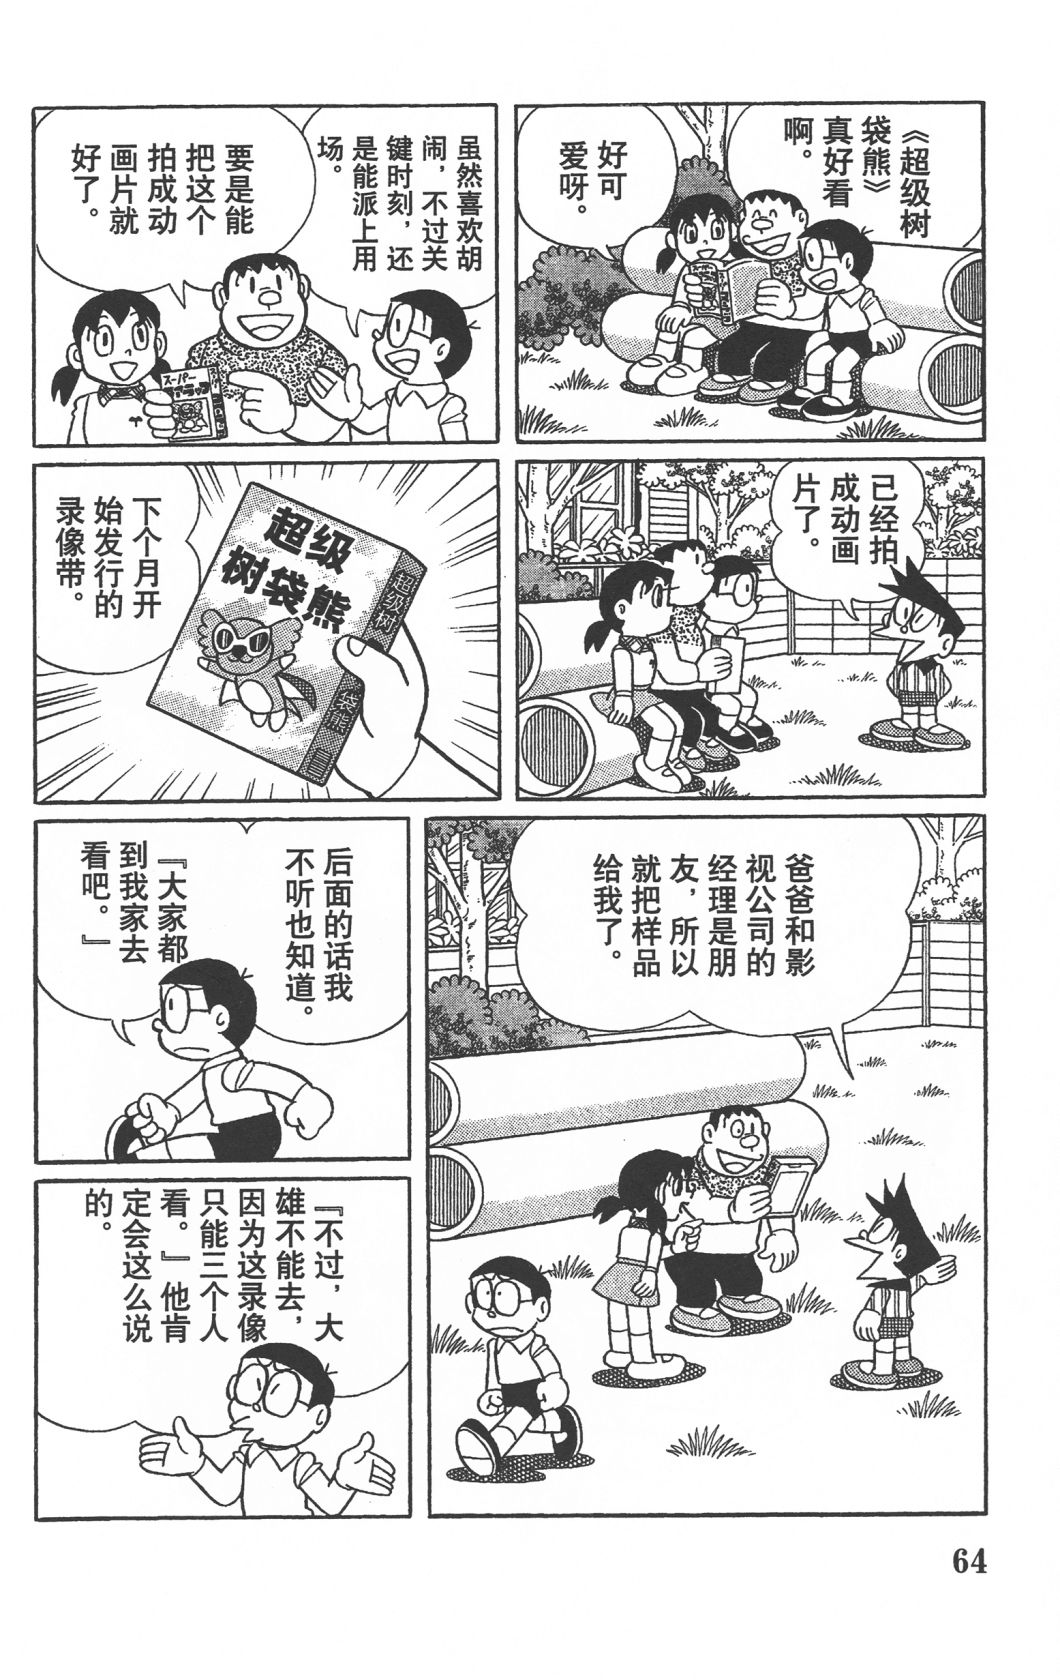 《超级树
袋熊》
真好看
啊。
好可
爱呀。
虽然喜欢胡
闹，不过关
键时刻，还
是能派上用
场。
要是能
把这个
拍成动
画片就
好了。
スーパー
已经拍
成动画
片了。
下个月开
始发行的
录像带。
超级
树袋熊
超级树
袋熊
爸爸和影
视公司的
经理是朋
友，所以
就把样品
给我了。
后面的话我
不听也知道。
『大家都
到我家去
看吧。』
『不过，大
雄不能去，
因为这录像
只能三个人
看。』他肯
定会这么说
的。
64